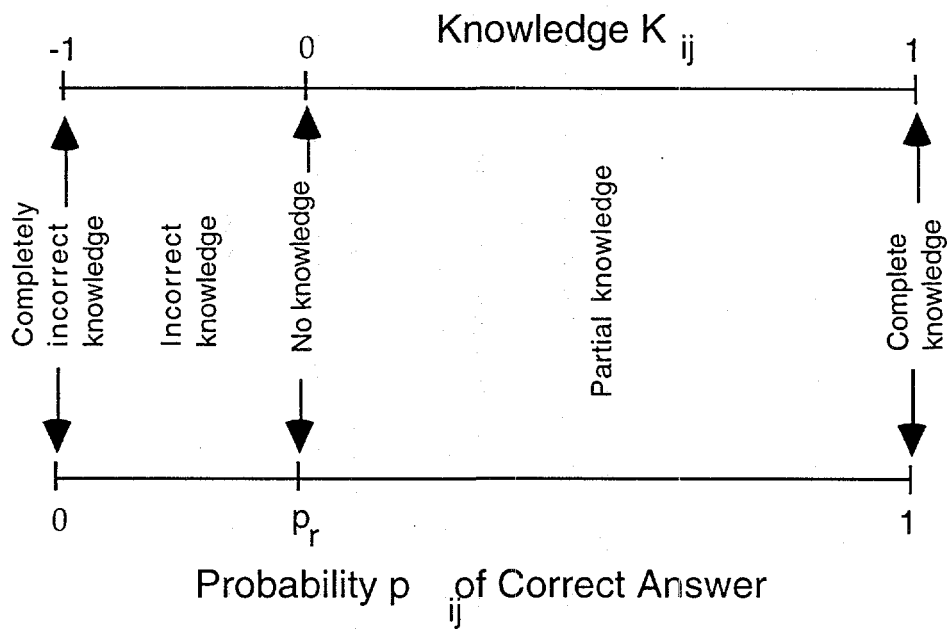 Knowledge K ij
-1 0 1
Completely
incorrect
knowledge
Incorrect
knowledge
No knowledge
Partial knowledge
Complete
knowledge
0 pr 1
Probability p ij of Correct Answer